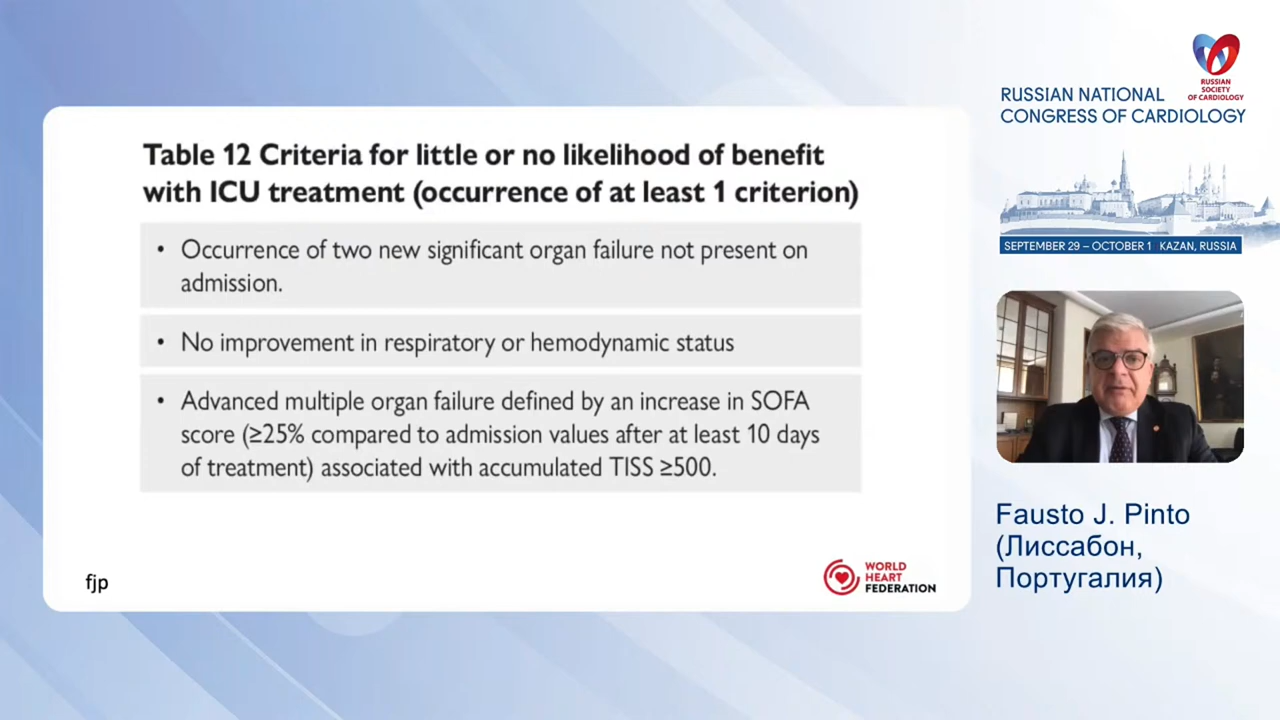 Table 12 Criteria for little or no likelihood of benefit
with ICU treatment (occurrence of at least 1 criterion)
• Occurrence of two new significant organ failure not present on
admission.
• No improvement in respiratory or hemodynamic status
• Advanced multiple organ failure defined by an increase in SOFA
score (≥25% compared to admission values after at least 10 days
of treatment) associated with accumulated TISS ≥500.
fjp
WORLD
HEART
FEDERATION
RUSSIAN
SOCIETY
OF CARDIOLOGY
RUSSIAN NATIONAL
CONGRESS OF CARDIOLOGY
SEPTEMBER 29 – OCTOBER 1 KAZAN, RUSSIA
Fausto J. Pinto
(Лиссабон,
Португалия)